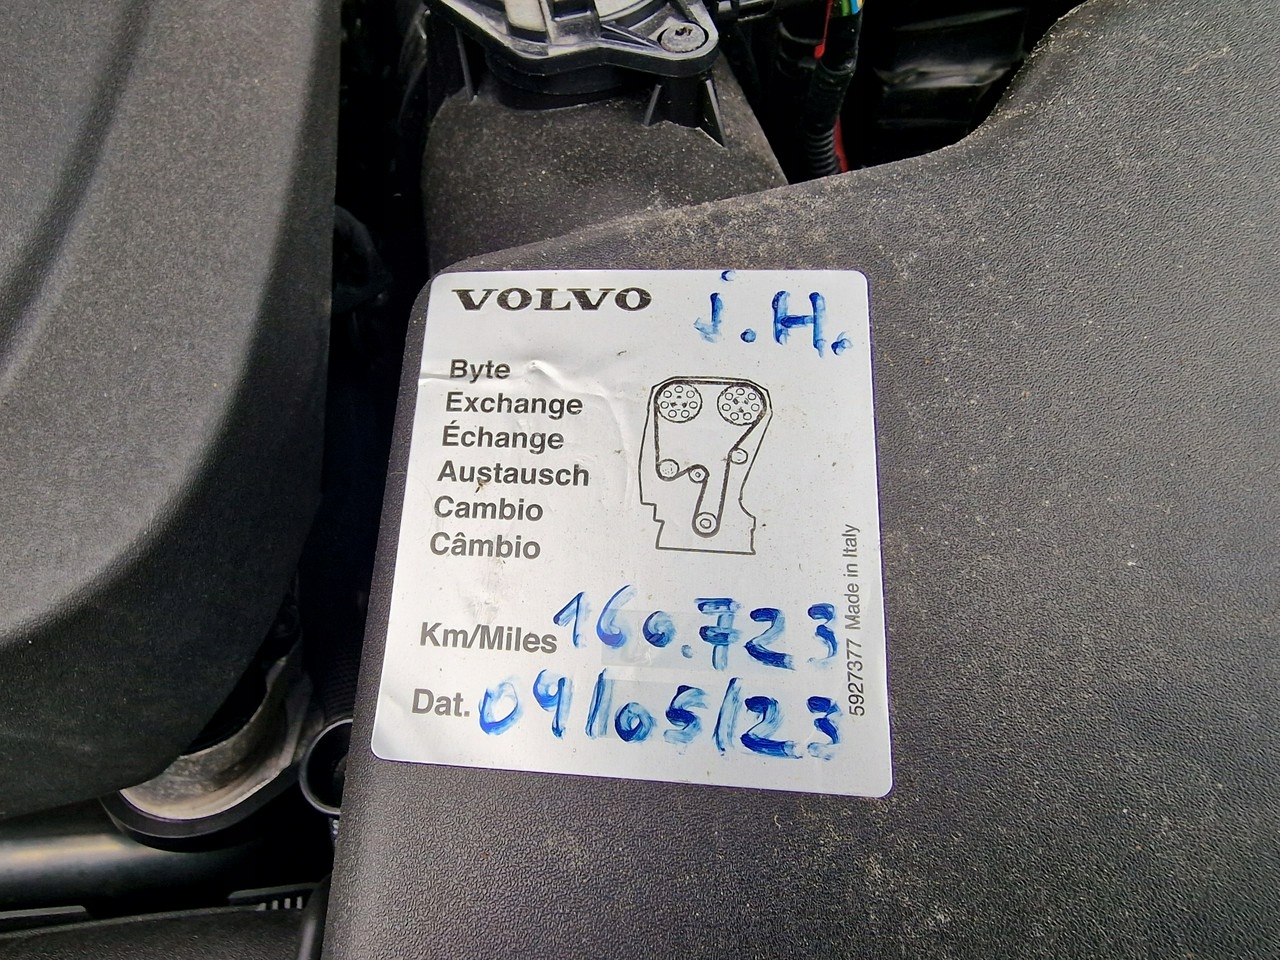 VOLVO i.H.
Byte
Exchange
Échange
Austausch
Cambio
Câmbio
Km/Miles 160.723
Dat. 04/05/23
5927377 Made in Italy